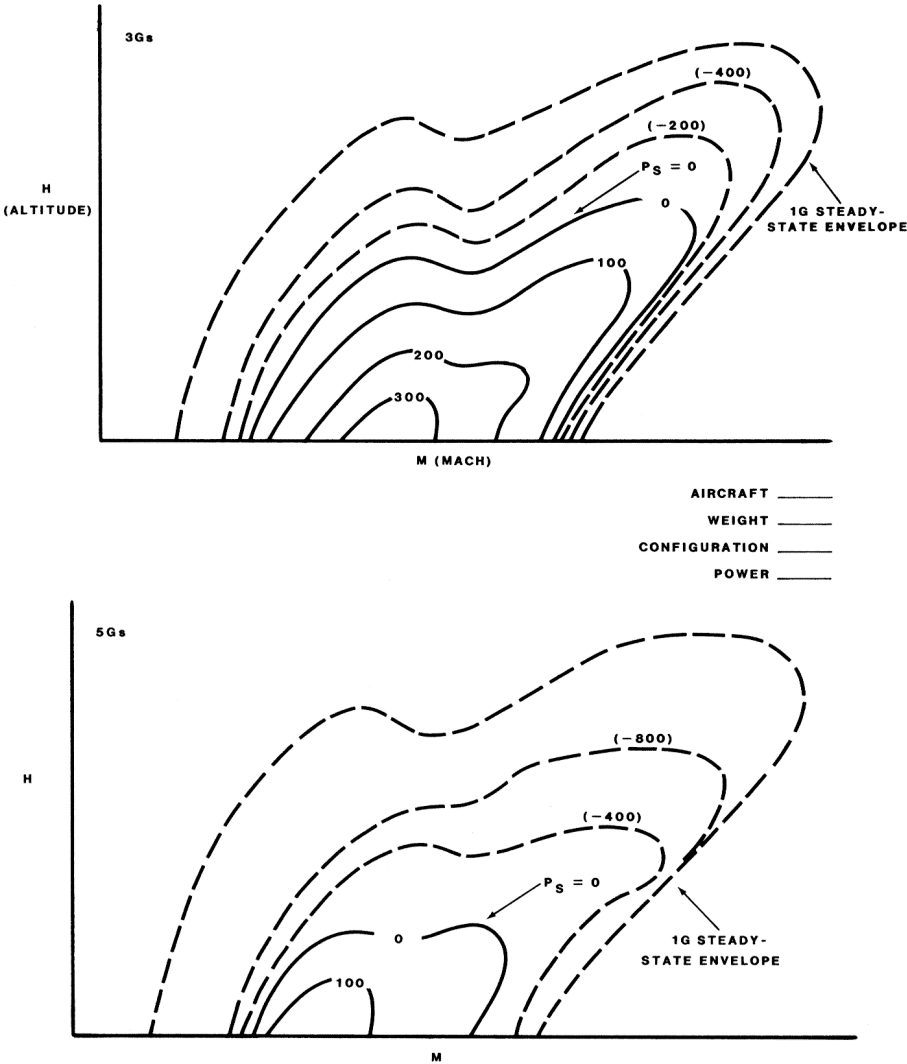 3Gs
(-400)
(-200)
PS = 0
0
H
(ALTITUDE)
1G STEADY-
STATE ENVELOPE
100
200
300
M (MACH)
AIRCRAFT
WEIGHT
CONFIGURATION
POWER
5Gs
(-800)
H
(-400)
PS = 0
0
1G STEADY-
STATE ENVELOPE
100
M